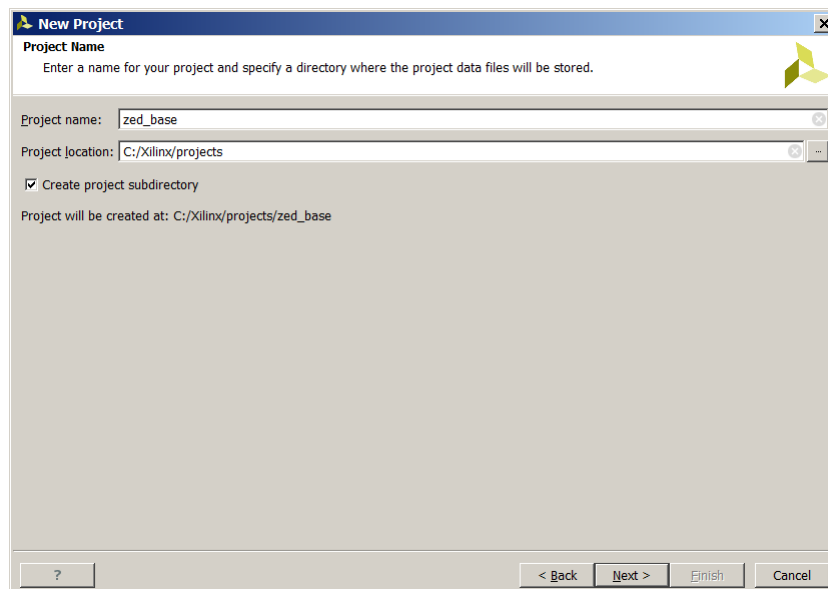 New Project
Project Name
Enter a name for your project and specify a directory where the project data files will be stored.
Project name: zed_base
Project location: C:/Xilinx/projects ...
Create project subdirectory
Project will be created at: C:/Xilinx/projects/zed_base
? < Back Next > Finish Cancel